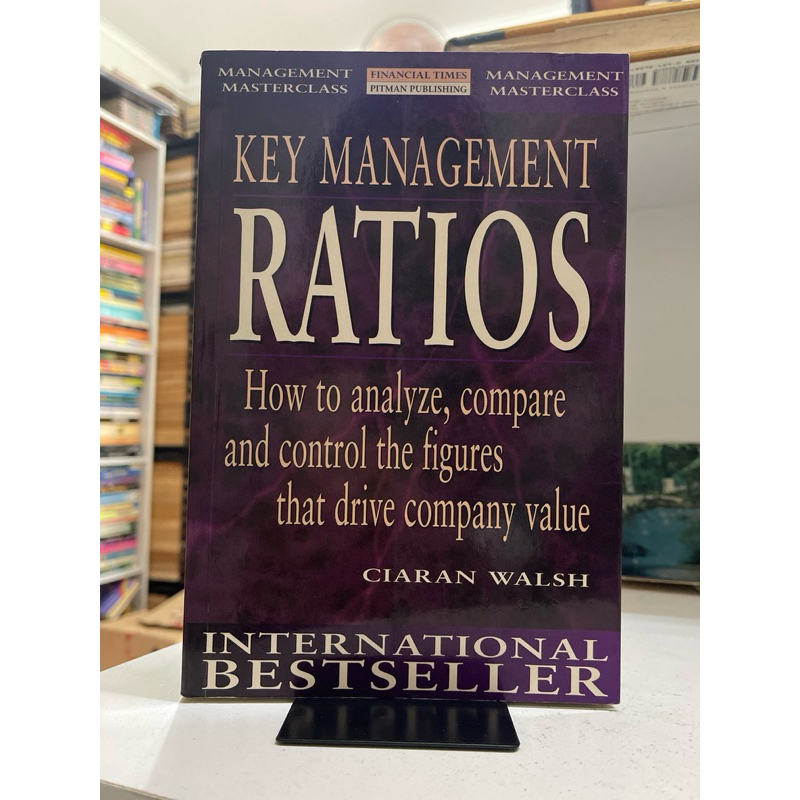 MANAGEMENT MASTERCLASS
FINANCIAL TIMES
PITMAN PUBLISHING
MANAGEMENT MASTERCLASS
KEY MANAGEMENT
RATIOS
How to analyze, compare
and control the figures
that drive company value
CIARAN WALSH
INTERNATIONAL
BESTSELLER